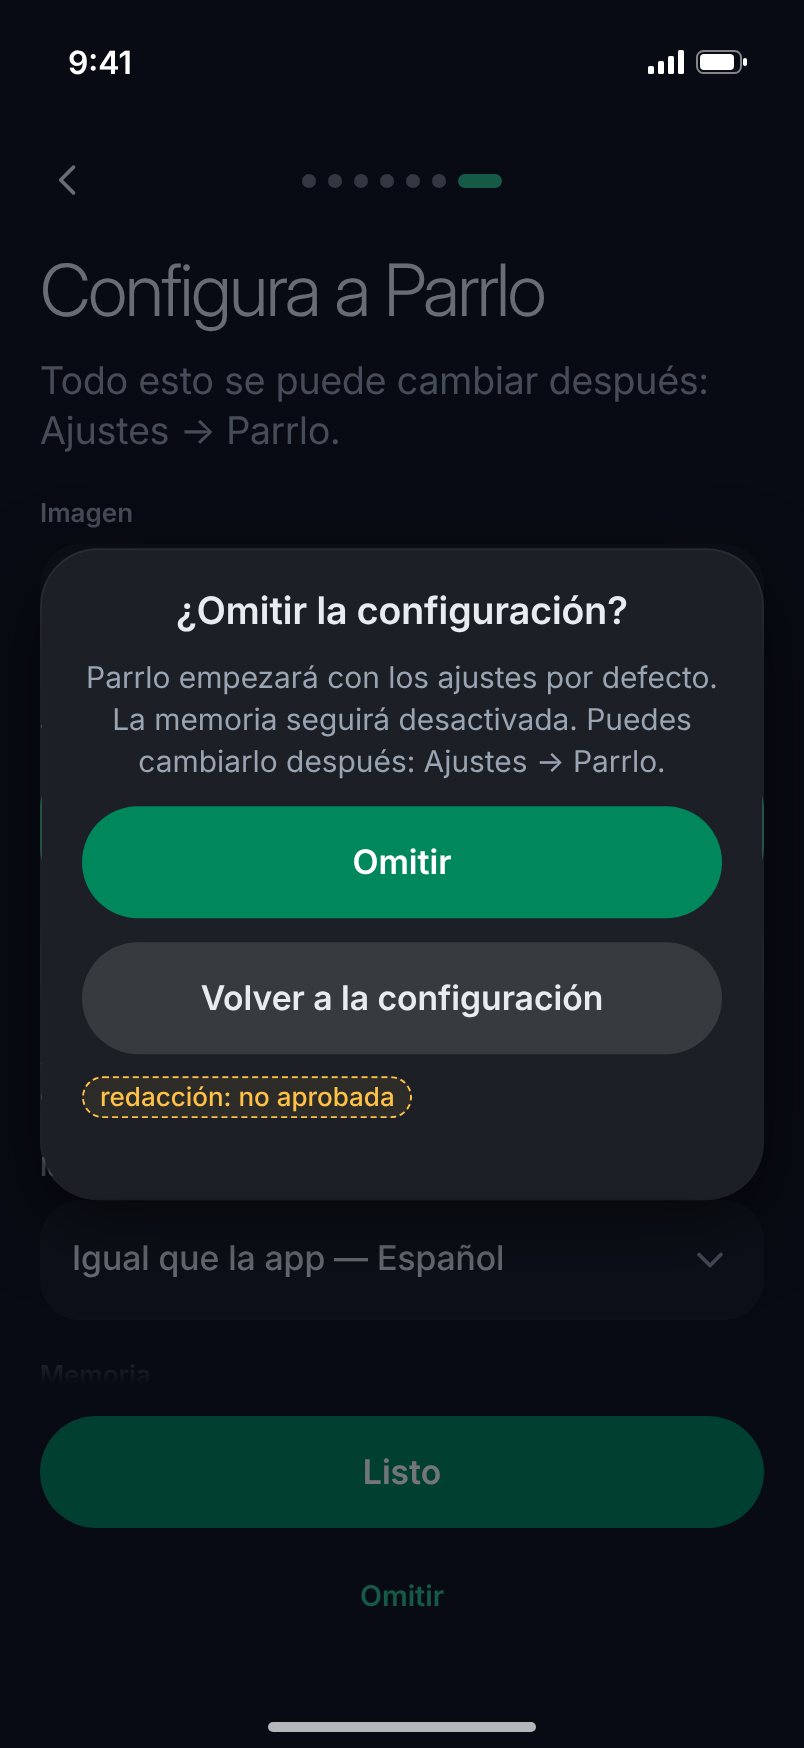 9:41
Configura a Parrlo
Todo esto se puede cambiar después:
Ajustes → Parrlo.
Imagen
¿Omitir la configuración?
Parrlo empezará con los ajustes por defecto.
La memoria seguirá desactivada. Puedes
cambiarlo después: Ajustes → Parrlo.
Omitir
Volver a la configuración
redacción: no aprobada
Igual que la app — Español
Memoria
Listo
Omitir